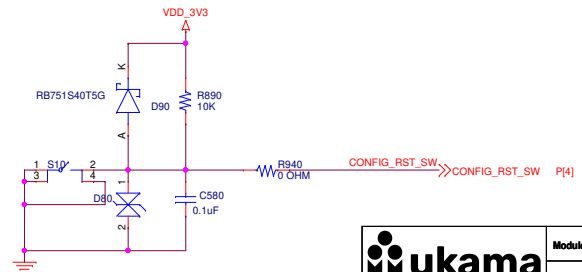 VDD_3V3
K
RB751S40T5G
D90
R890
10K
A
S10
1
2
3
4
R940
0 OHM
CONFIG_RST_SW
CONFIG_RST_SW P[4]
1
D80
2
C580
0.1uF
ukama
Module